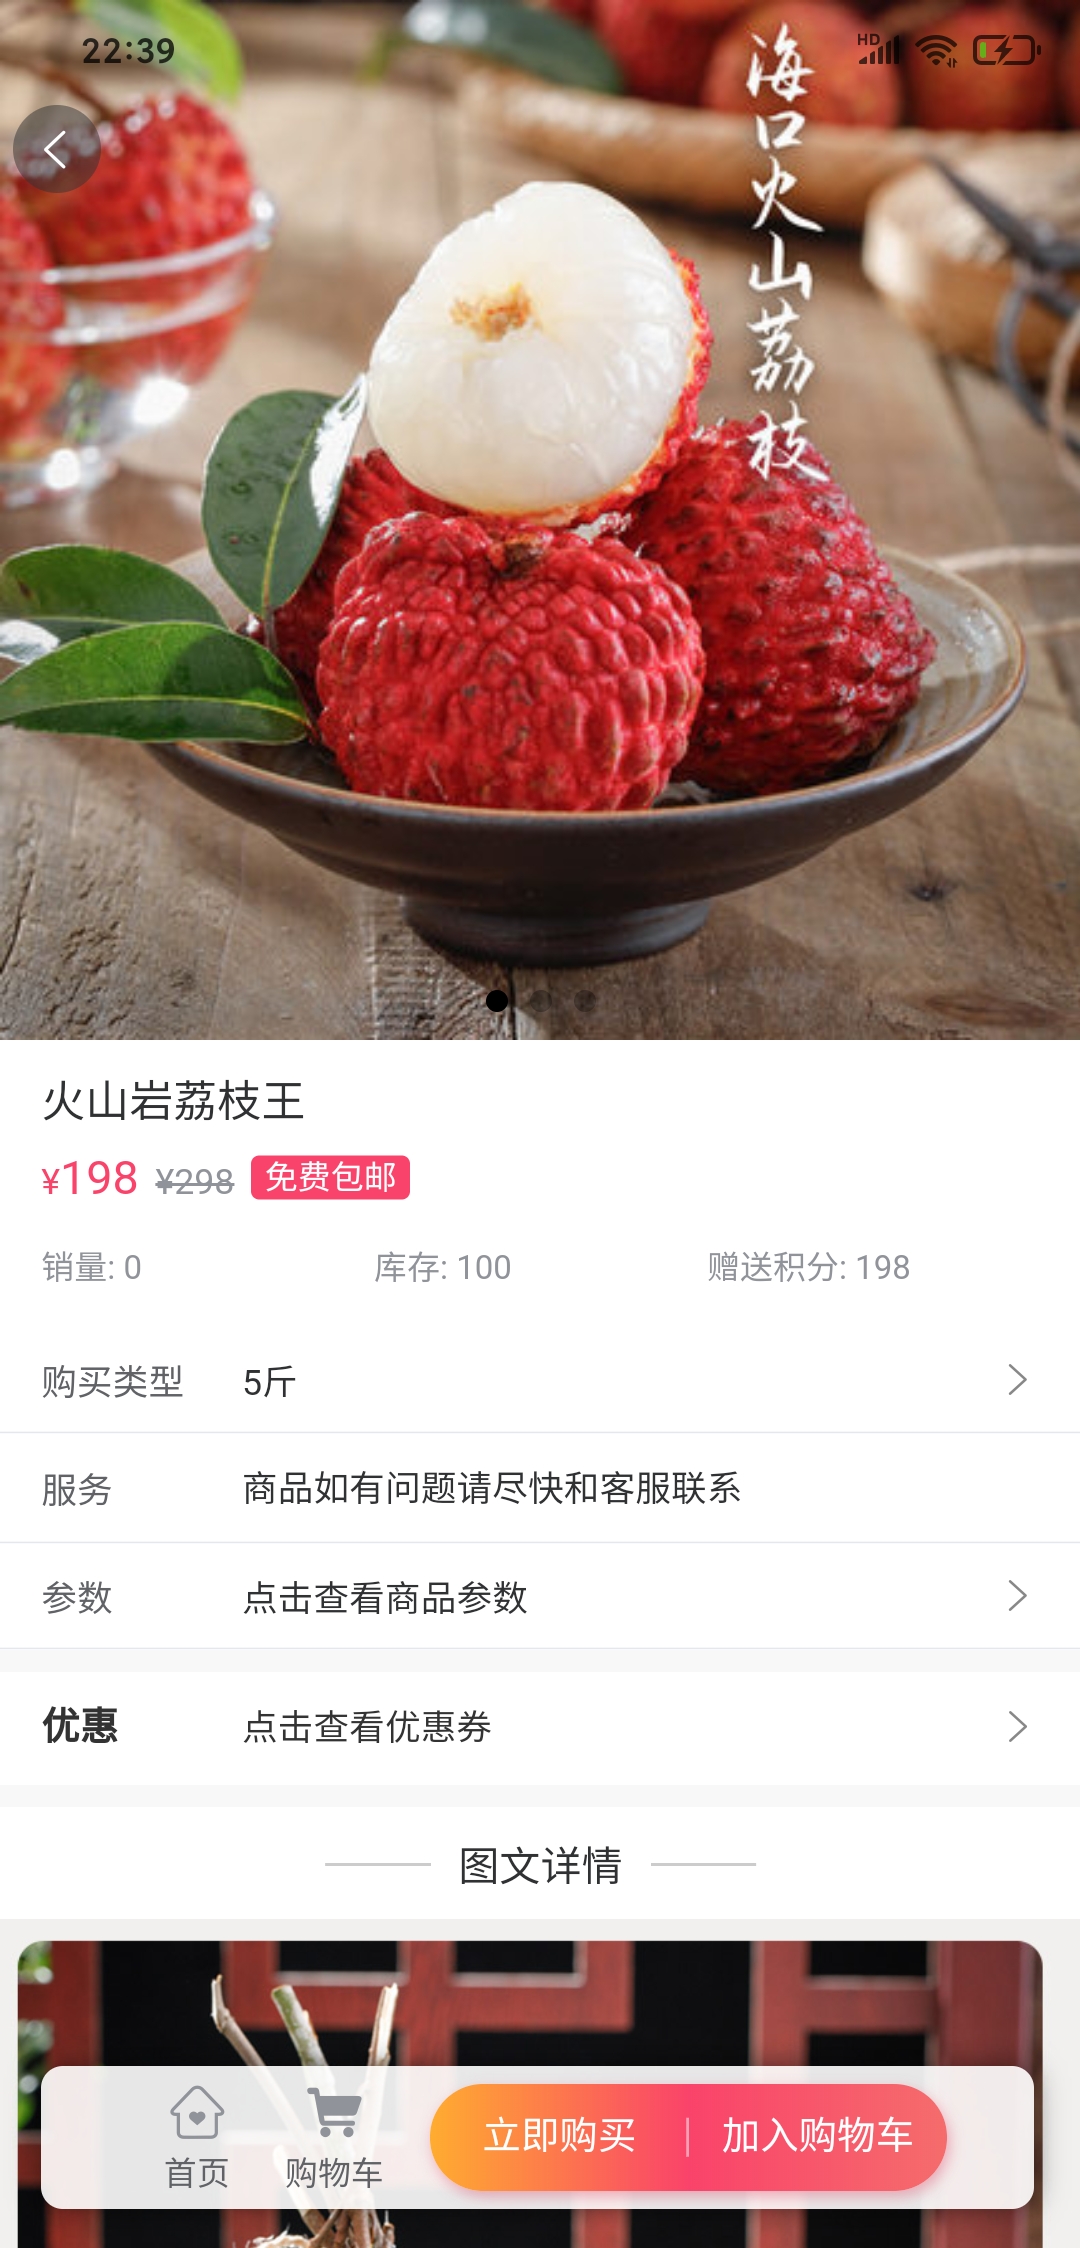 22:39
HD
海口火山荔枝
火山岩荔枝王
¥198 ¥298 免费包邮
销量: 0 库存: 100 赠送积分: 198
购买类型 5斤
服务 商品如有问题请尽快和客服联系
参数 点击查看商品参数
优惠 点击查看优惠券
图文详情
首页 购物车 立即购买 加入购物车